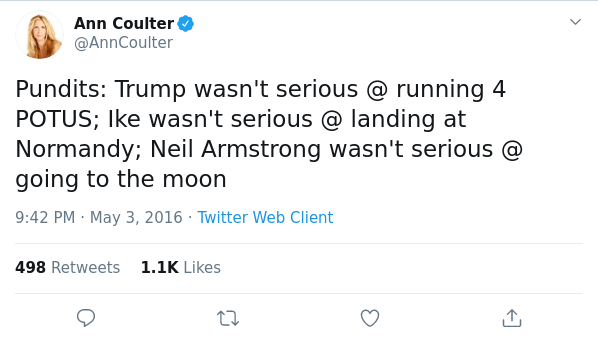 Ann Coulter
@AnnCoulter
Pundits: Trump wasn't serious @ running 4
POTUS; Ike wasn't serious @ landing at
Normandy; Neil Armstrong wasn't serious @
going to the moon
9:42 PM · May 3, 2016 · Twitter Web Client
498 Retweets 1.1K Likes